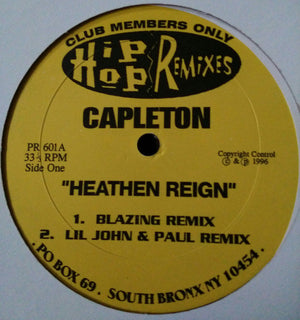 CLUB MEMBERS ONLY
HIP HOP REMIXES
CAPLETON
PR 601A
33⅓ RPM
Side One
Copyright Control
© & ℗ 1996
"HEATHEN REIGN"
1. BLAZING REMIX
2. LIL JOHN & PAUL REMIX
. PO BOX 69 . SOUTH BRONX NY 10454 .